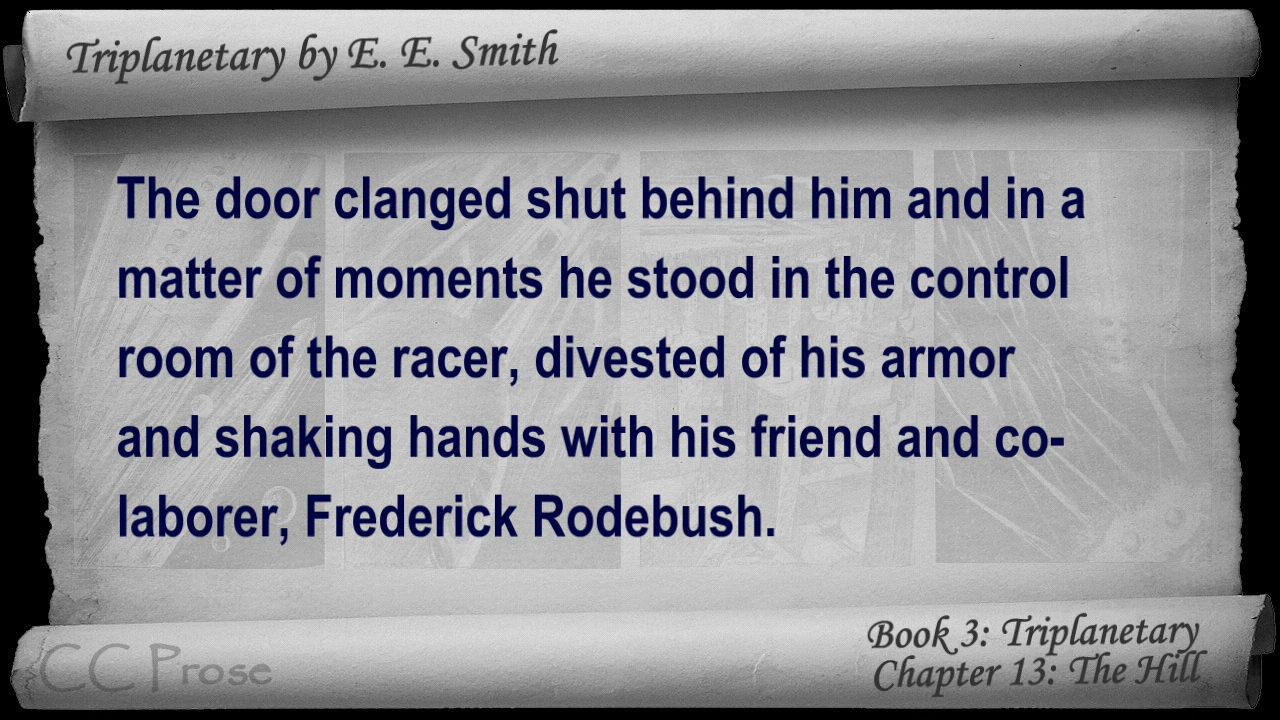 Triplanetary by E. E. Smith
The door clanged shut behind him and in a
matter of moments he stood in the control
room of the racer, divested of his armor
and shaking hands with his friend and co-
laborer, Frederick Rodebush.
CC Prose
Book 3: Triplanetary
Chapter 13: The Hill